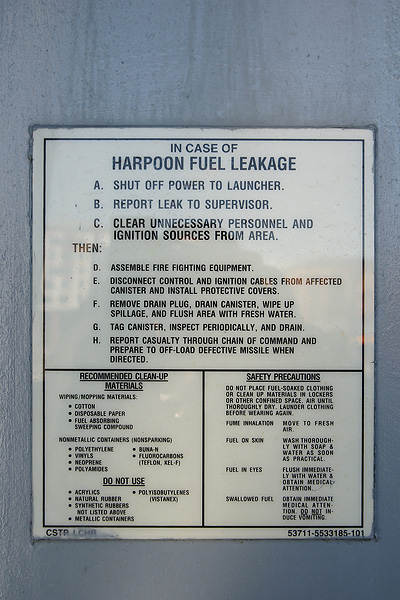 IN CASE OF
HARPOON FUEL LEAKAGE
A. SHUT OFF POWER TO LAUNCHER.
B. REPORT LEAK TO SUPERVISOR.
C. CLEAR UNNECESSARY PERSONNEL AND
IGNITION SOURCES FROM AREA.
THEN:
D. ASSEMBLE FIRE FIGHTING EQUIPMENT.
E. DISCONNECT CONTROL AND IGNITION CABLES FROM AFFECTED
CANISTER AND INSTALL PROTECTIVE COVERS.
F. REMOVE DRAIN PLUG, DRAIN CANISTER, WIPE UP
SPILLAGE, AND FLUSH AREA WITH FRESH WATER.
G. TAG CANISTER, INSPECT PERIODICALLY, AND DRAIN.
H. REPORT CASUALTY THROUGH CHAIN OF COMMAND AND
PREPARE TO OFF-LOAD DEFECTIVE MISSILE WHEN
DIRECTED.
RECOMMENDED CLEAN-UP
MATERIALS
WIPING/MOPPING MATERIALS:
• COTTON
• DISPOSABLE PAPER
• FUEL ABSORBING
SWEEPING COMPOUND
NONMETALLIC CONTAINERS (NONSPARKING)
• POLYETHYLENE • BUNA-N
• VINYLS • FLUOROCARBONS
• NEOPRENE (TEFLON, KEL-F)
• POLYAMIDES
DO NOT USE
• ACRYLICS • POLYISOBUTYLENES
• NATURAL RUBBER (VISTANEX)
• SYNTHETIC RUBBERS
NOT LISTED ABOVE
• METALLIC CONTAINERS
SAFETY PRECAUTIONS
DO NOT PLACE FUEL-SOAKED CLOTHING
OR CLEAN UP MATERIALS IN LOCKERS
OR OTHER CONFINED SPACE. AIR UNTIL
THOROUGHLY DRY. LAUNDER CLOTHING
BEFORE WEARING AGAIN.
FUME INHALATION MOVE TO FRESH
AIR.
FUEL ON SKIN WASH THOROUGH-
LY WITH SOAP &
WATER AS SOON
AS PRACTICAL.
FUEL IN EYES FLUSH IMMEDIATE-
LY WITH WATER &
OBTAIN MEDICAL
ATTENTION.
SWALLOWED FUEL OBTAIN IMMEDIATE
MEDICAL ATTEN-
TION. DO NOT IN-
DUCE VOMITING.
CSTR LCHR 53711-5533185-101